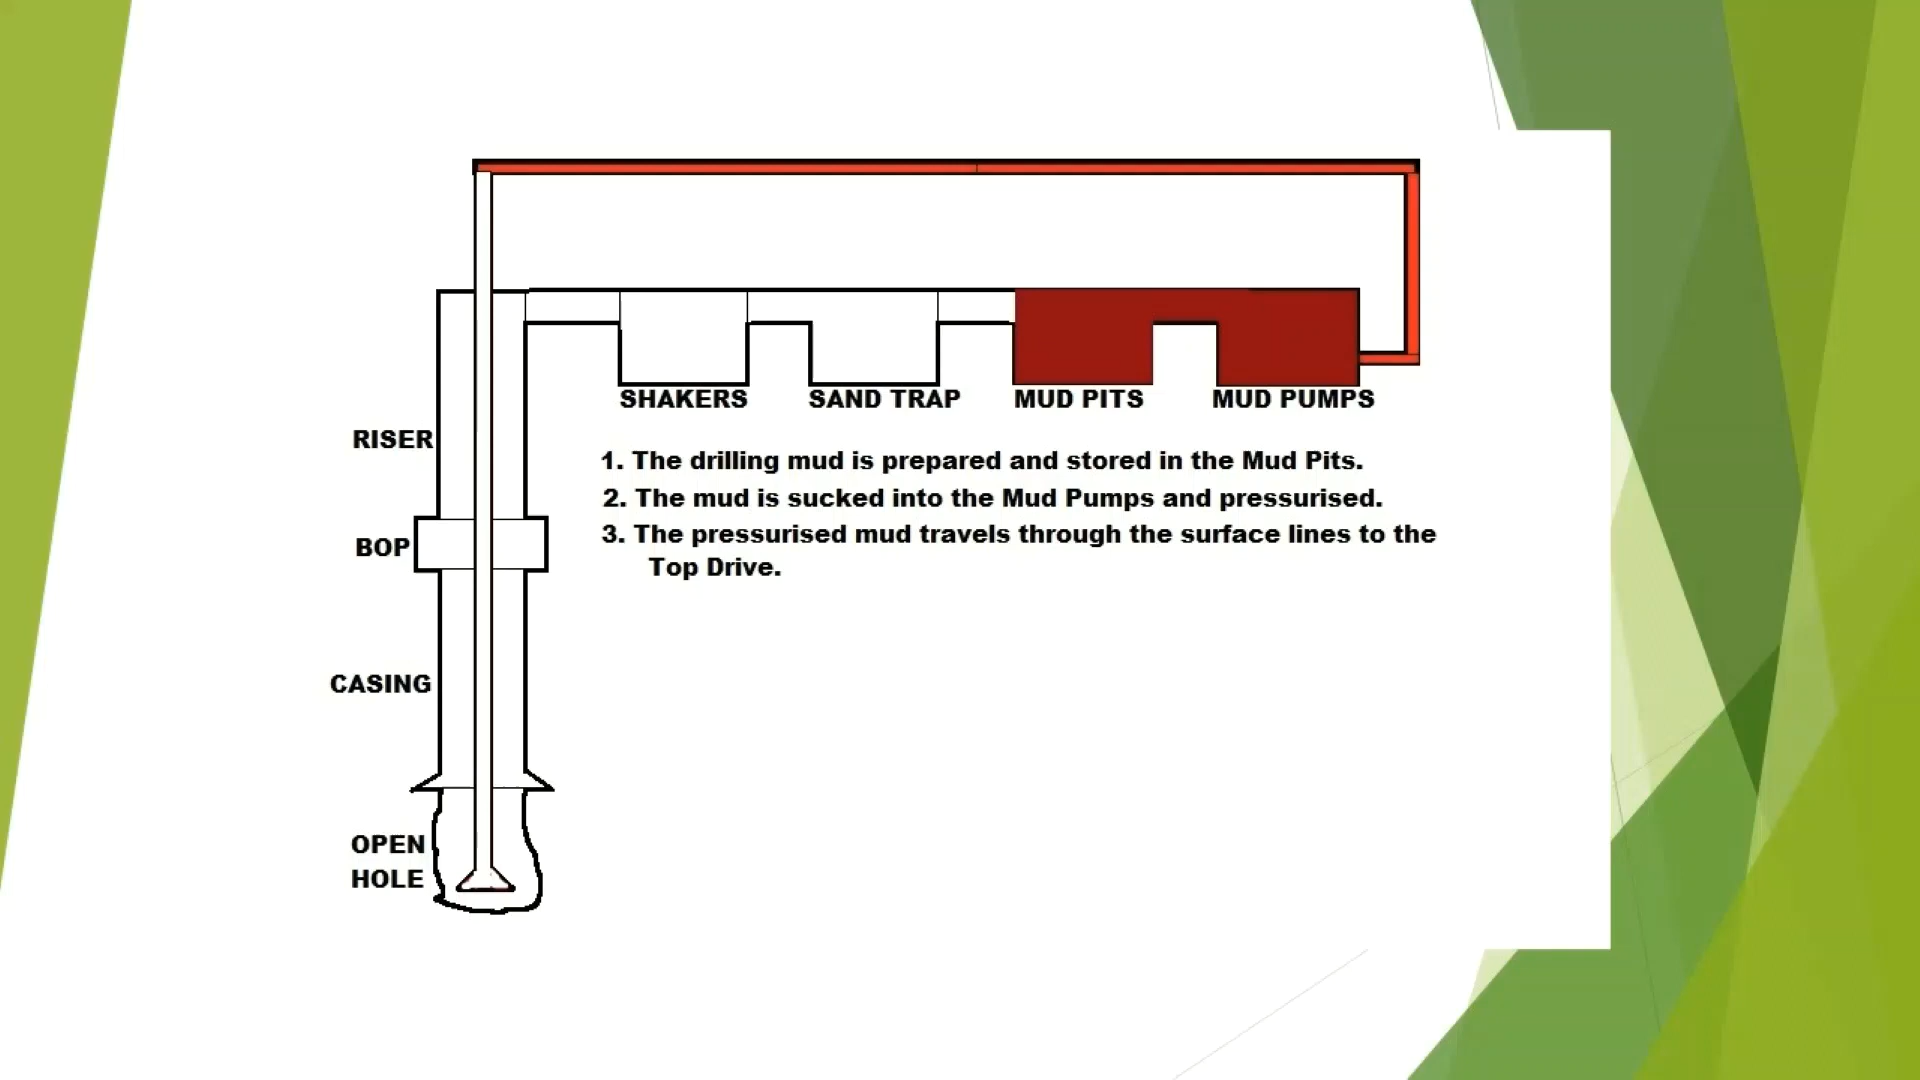 SHAKERS
SAND TRAP
MUD PITS
MUD PUMPS
RISER
1. The drilling mud is prepared and stored in the Mud Pits.
2. The mud is sucked into the Mud Pumps and pressurised.
3. The pressurised mud travels through the surface lines to the
Top Drive.
BOP
CASING
OPEN
HOLE